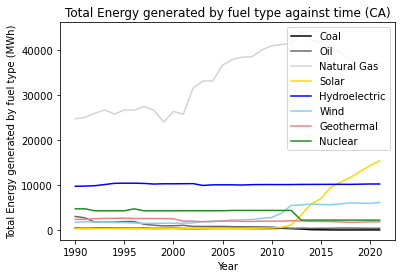 Total Energy generated by fuel type against time (CA)
Total Energy generated by fuel type (MWh)
40000
30000
20000
10000
0
Coal
Oil
Natural Gas
Solar
Hydroelectric
Wind
Geothermal
Nuclear
1990 1995 2000 2005 2010 2015 2020
Year